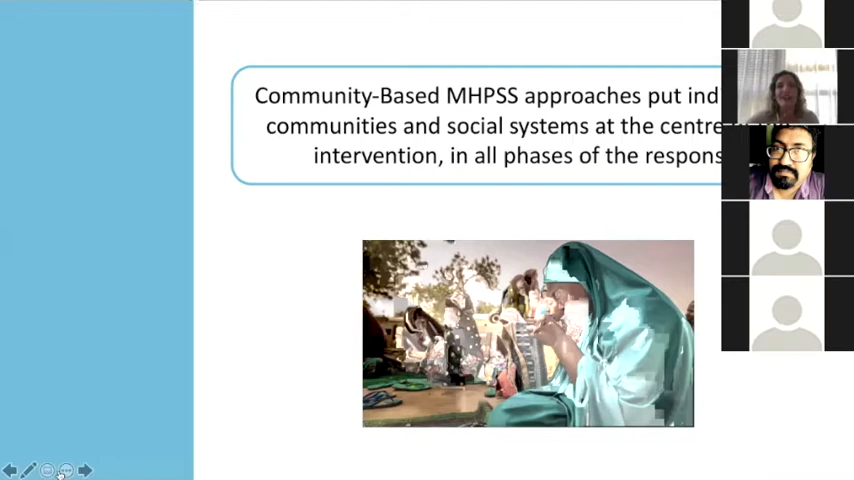 Community-Based MHPSS approaches put ind
communities and social systems at the centre
intervention, in all phases of the respons